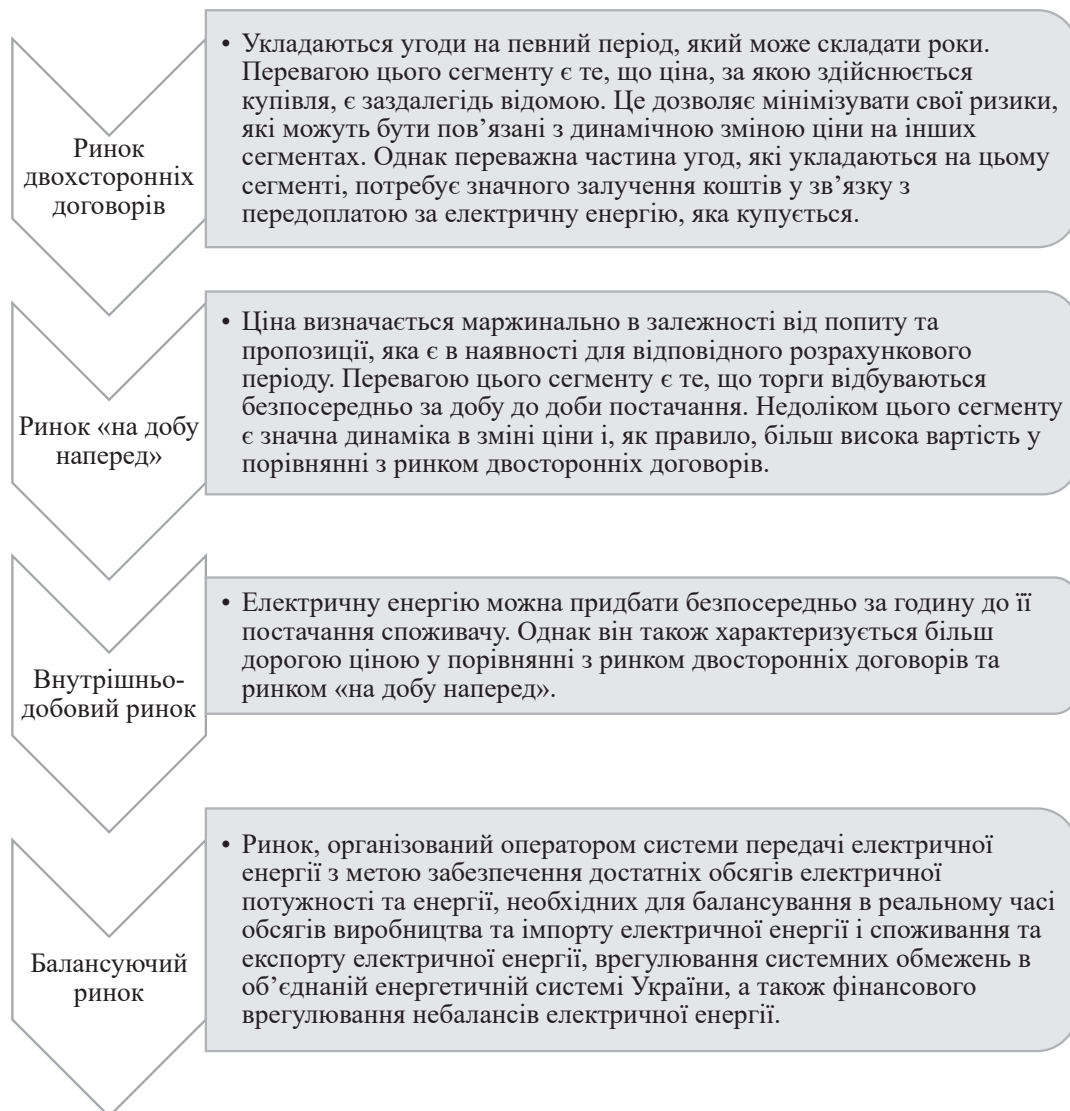 Ринок
двохсторонніх
договорів
• Укладаються угоди на певний період, який може складати роки.
Перевагою цього сегменту є те, що ціна, за якою здійснюється
купівля, є заздалегідь відомою. Це дозволяє мінімізувати свої ризики,
які можуть бути пов’язані з динамічною зміною ціни на інших
сегментах. Однак переважна частина угод, які укладаються на цьому
сегменті, потребує значного залучення коштів у зв’язку з
передоплатою за електричну енергію, яка купується.
Ринок «на добу
наперед»
• Ціна визначається маржинально в залежності від попиту та
пропозиції, яка є в наявності для відповідного розрахункового
періоду. Перевагою цього сегменту є те, що торги відбуваються
безпосередньо за добу до доби постачання. Недоліком цього сегменту
є значна динаміка в зміні ціни і, як правило, більш висока вартість у
порівнянні з ринком двосторонніх договорів.
Внутрішньо-
добовий ринок
• Електричну енергію можна придбати безпосередньо за годину до її
постачання споживачу. Однак він також характеризується більш
дорогою ціною у порівнянні з ринком двосторонніх договорів та
ринком «на добу наперед».
Балансуючий
ринок
• Ринок, організований оператором системи передачі електричної
енергії з метою забезпечення достатніх обсягів електричної
потужності та енергії, необхідних для балансування в реальному часі
обсягів виробництва та імпорту електричної енергії і споживання та
експорту електричної енергії, врегулювання системних обмежень в
об’єднаній енергетичній системі України, а також фінансового
врегулювання небалансів електричної енергії.